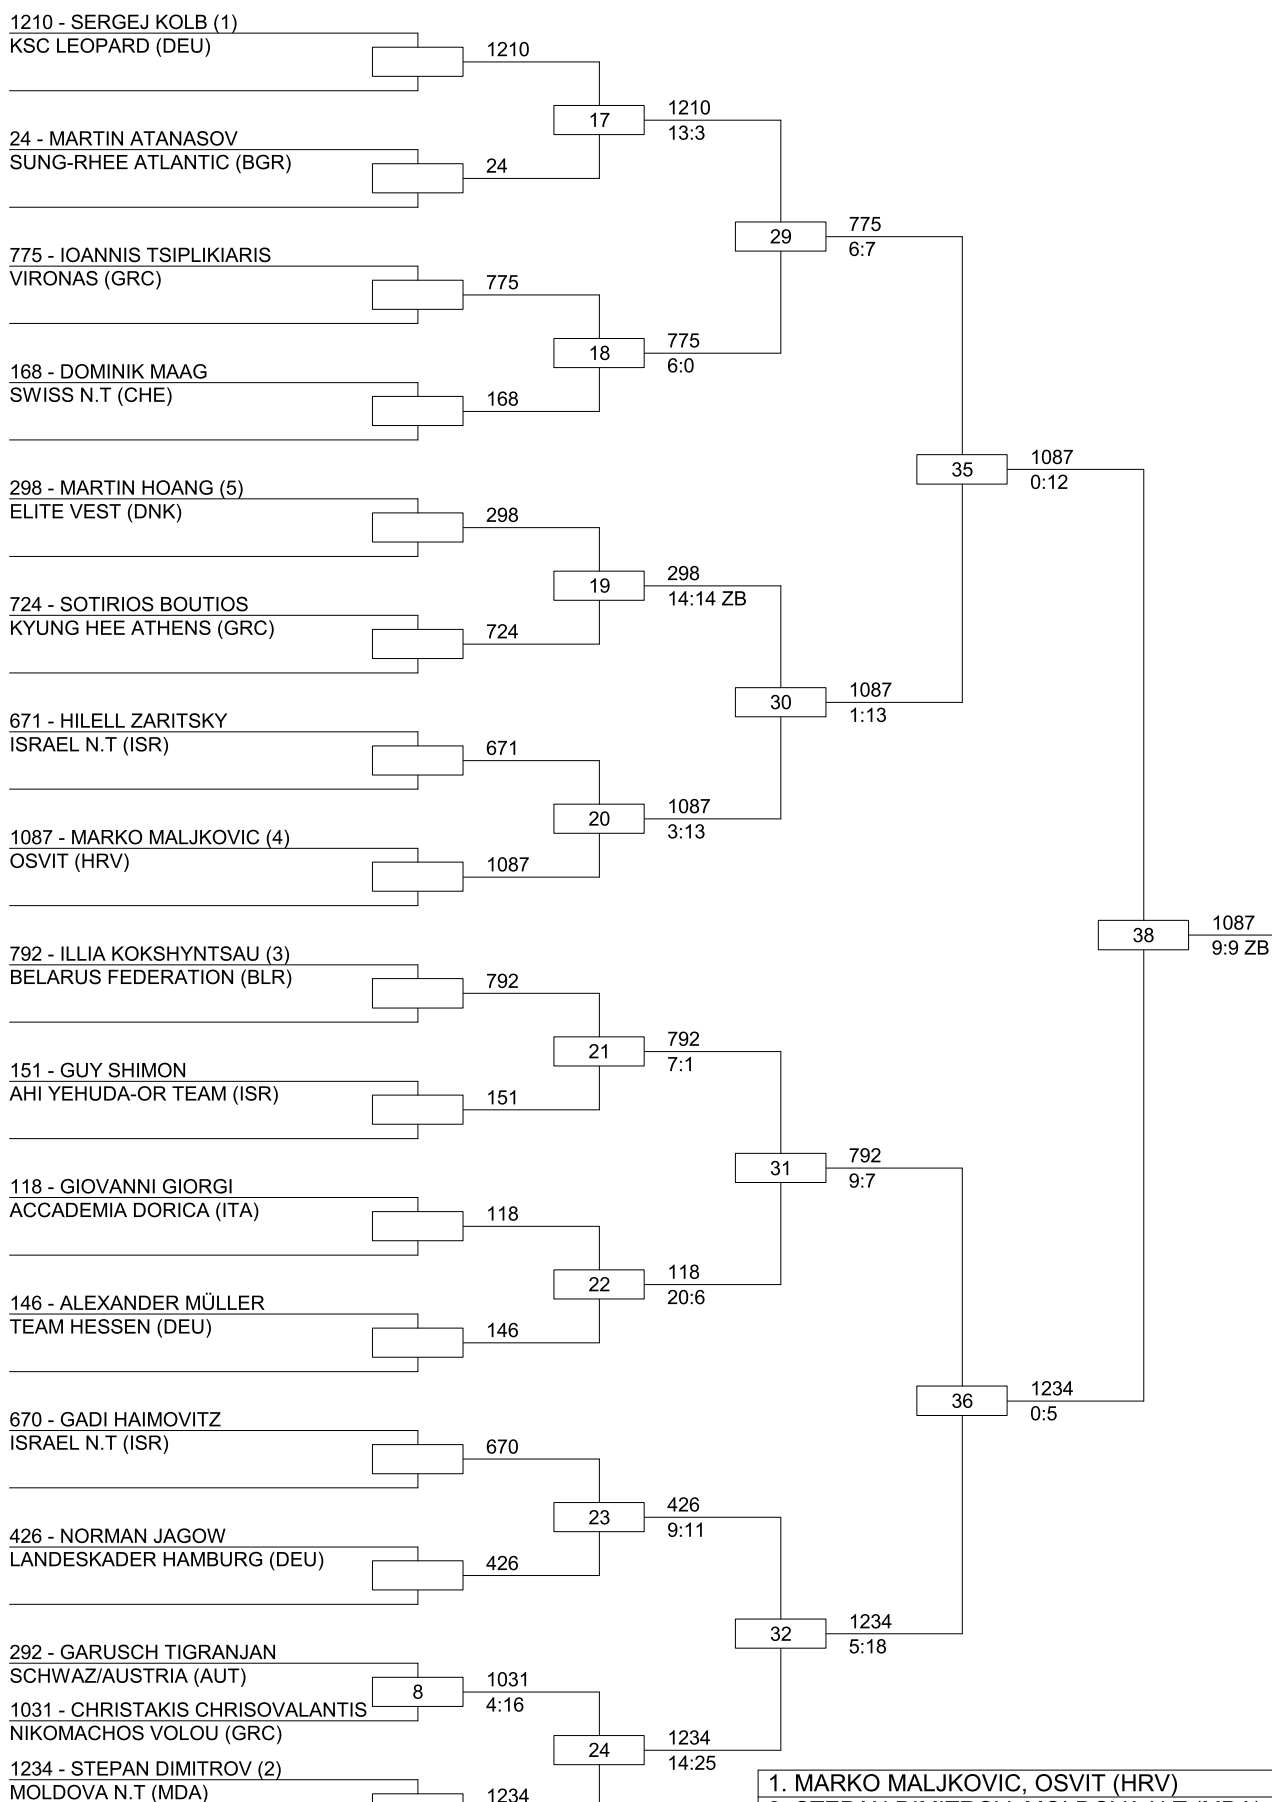 1210 - SERGEJ KOLB (1)
KSC LEOPARD (DEU)
1210
17
1210
13:3
24 - MARTIN ATANASOV
SUNG-RHEE ATLANTIC (BGR)
24
29
775
6:7
775 - IOANNIS TSIPLIKIARIS
VIRONAS (GRC)
775
18
775
6:0
168 - DOMINIK MAAG
SWISS N.T (CHE)
168
35
1087
0:12
298 - MARTIN HOANG (5)
ELITE VEST (DNK)
298
19
298
14:14 ZB
724 - SOTIRIOS BOUTIOS
KYUNG HEE ATHENS (GRC)
724
30
1087
1:13
671 - HILELL ZARITSKY
ISRAEL N.T (ISR)
671
20
1087
3:13
1087 - MARKO MALJKOVIC (4)
OSVIT (HRV)
1087
38
1087
9:9 ZB
792 - ILLIA KOKSHYNTSAU (3)
BELARUS FEDERATION (BLR)
792
21
792
7:1
151 - GUY SHIMON
AHI YEHUDA-OR TEAM (ISR)
151
31
792
9:7
118 - GIOVANNI GIORGI
ACCADEMIA DORICA (ITA)
118
22
118
20:6
146 - ALEXANDER MÜLLER
TEAM HESSEN (DEU)
146
36
1234
0:5
670 - GADI HAIMOVITZ
ISRAEL N.T (ISR)
670
23
426
9:11
426 - NORMAN JAGOW
LANDESKADER HAMBURG (DEU)
426
32
1234
5:18
292 - GARUSCH TIGRANJAN
SCHWAZ/AUSTRIA (AUT)
8
1031
4:16
1031 - CHRISTAKIS CHRISOVALANTIS
NIKOMACHOS VOLOU (GRC)
24
1234
14:25
1234 - STEPAN DIMITROV (2)
MOLDOVA N.T (MDA)
1234
1. MARKO MALJKOVIC, OSVIT (HRV)